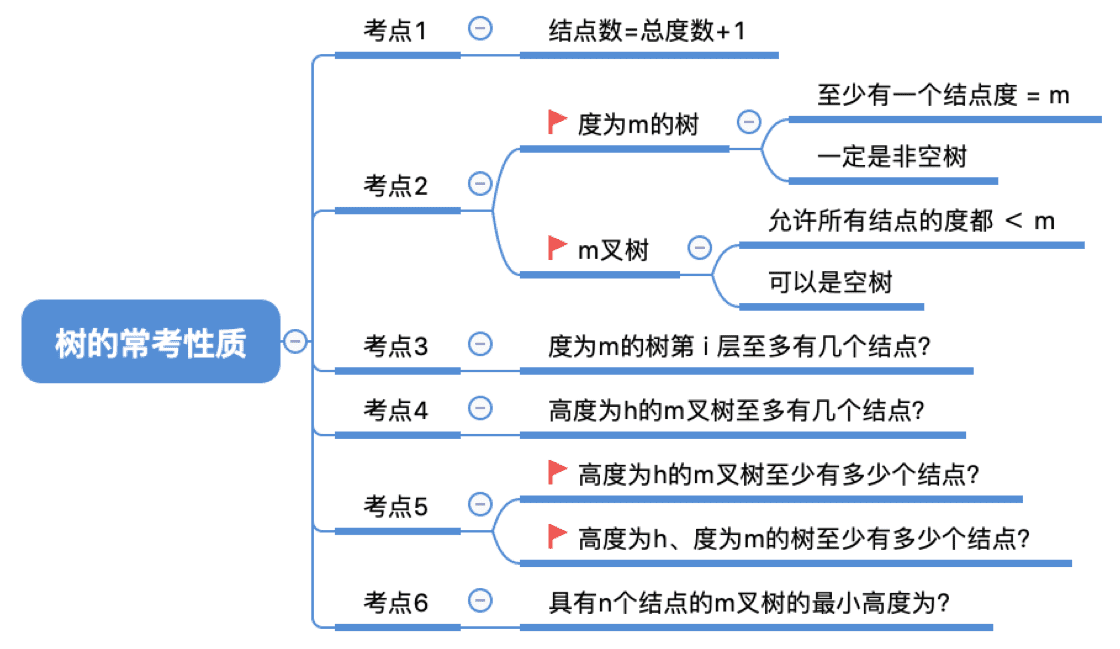 树的常考性质
考点1
结点数=总度数+1
考点2
度为m的树
至少有一个结点度 = m
一定是非空树
m叉树
允许所有结点的度都 < m
可以是空树
考点3
度为m的树第 i 层至多有几个结点?
考点4
高度为h的m叉树至多有几个结点?
考点5
高度为h的m叉树至少有多少个结点?
高度为h、度为m的树至少有多少个结点?
考点6
具有n个结点的m叉树的最小高度为?